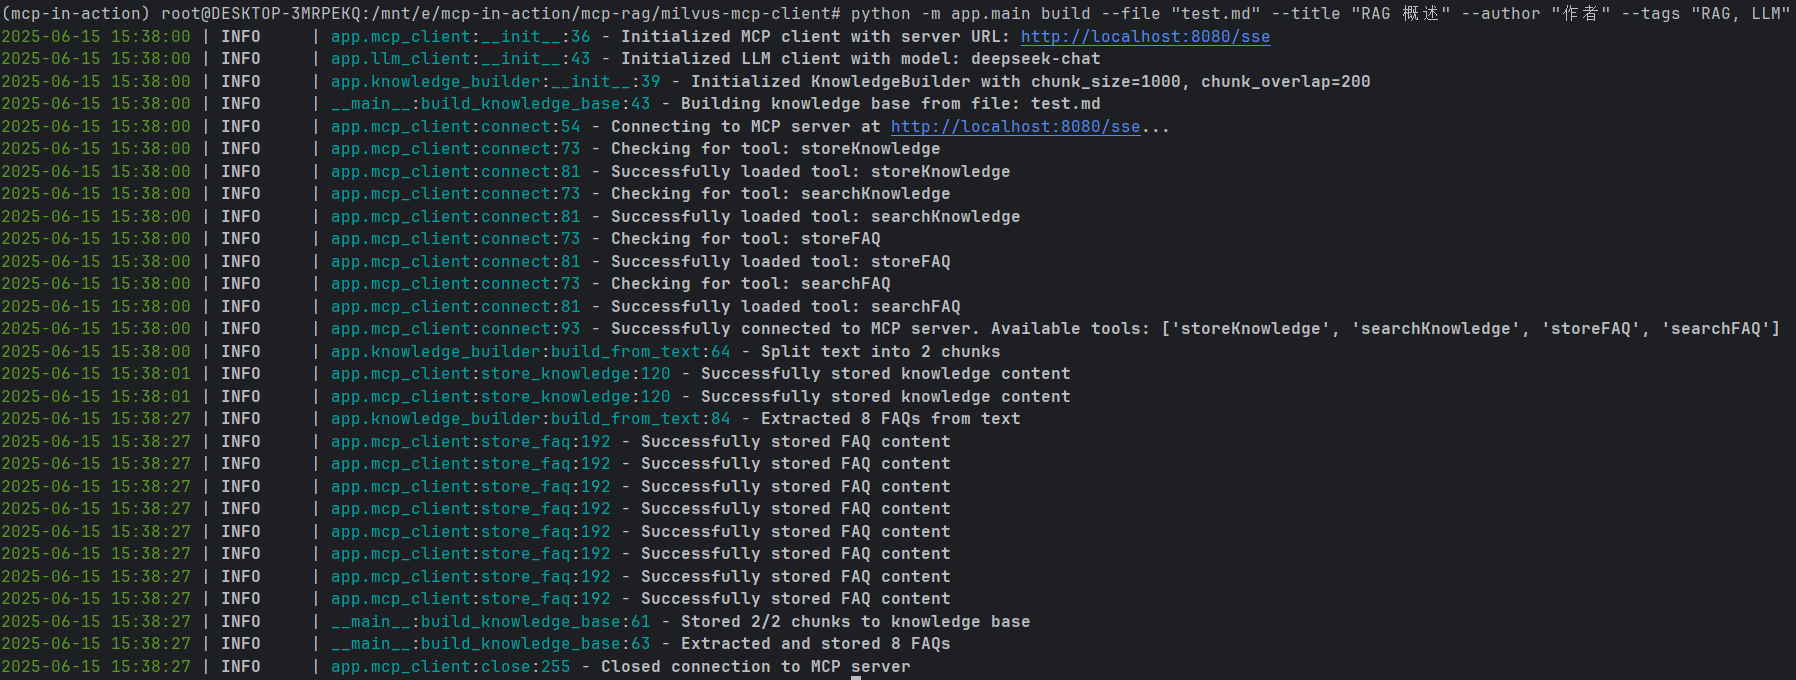 (mcp-in-action) root@DESKTOP-3MRPEKQ:/mnt/e/mcp-in-action/mcp-rag/milvus-mcp-client# python -m app.main build --file "test.md" --title "RAG 概述" --author "作者" --tags "RAG, LLM"
2025-06-15 15:38:00 | INFO     | app.mcp_client:__init__:36 - Initialized MCP client with server URL: http://localhost:8080/sse
2025-06-15 15:38:00 | INFO     | app.llm_client:__init__:43 - Initialized LLM client with model: deepseek-chat
2025-06-15 15:38:00 | INFO     | app.knowledge_builder:__init__:39 - Initialized KnowledgeBuilder with chunk_size=1000, chunk_overlap=200
2025-06-15 15:38:00 | INFO     | __main__:build_knowledge_base:43 - Building knowledge base from file: test.md
2025-06-15 15:38:00 | INFO     | app.mcp_client:connect:54 - Connecting to MCP server at http://localhost:8080/sse...
2025-06-15 15:38:00 | INFO     | app.mcp_client:connect:73 - Checking for tool: storeKnowledge
2025-06-15 15:38:00 | INFO     | app.mcp_client:connect:81 - Successfully loaded tool: storeKnowledge
2025-06-15 15:38:00 | INFO     | app.mcp_client:connect:73 - Checking for tool: searchKnowledge
2025-06-15 15:38:00 | INFO     | app.mcp_client:connect:81 - Successfully loaded tool: searchKnowledge
2025-06-15 15:38:00 | INFO     | app.mcp_client:connect:73 - Checking for tool: storeFAQ
2025-06-15 15:38:00 | INFO     | app.mcp_client:connect:81 - Successfully loaded tool: storeFAQ
2025-06-15 15:38:00 | INFO     | app.mcp_client:connect:73 - Checking for tool: searchFAQ
2025-06-15 15:38:00 | INFO     | app.mcp_client:connect:81 - Successfully loaded tool: searchFAQ
2025-06-15 15:38:00 | INFO     | app.mcp_client:connect:93 - Successfully connected to MCP server. Available tools: ['storeKnowledge', 'searchKnowledge', 'storeFAQ', 'searchFAQ']
2025-06-15 15:38:00 | INFO     | app.knowledge_builder:build_from_text:64 - Split text into 2 chunks
2025-06-15 15:38:01 | INFO     | app.mcp_client:store_knowledge:120 - Successfully stored knowledge content
2025-06-15 15:38:01 | INFO     | app.mcp_client:store_knowledge:120 - Successfully stored knowledge content
2025-06-15 15:38:27 | INFO     | app.knowledge_builder:build_from_text:84 - Extracted 8 FAQs from text
2025-06-15 15:38:27 | INFO     | app.mcp_client:store_faq:192 - Successfully stored FAQ content
2025-06-15 15:38:27 | INFO     | app.mcp_client:store_faq:192 - Successfully stored FAQ content
2025-06-15 15:38:27 | INFO     | app.mcp_client:store_faq:192 - Successfully stored FAQ content
2025-06-15 15:38:27 | INFO     | app.mcp_client:store_faq:192 - Successfully stored FAQ content
2025-06-15 15:38:27 | INFO     | app.mcp_client:store_faq:192 - Successfully stored FAQ content
2025-06-15 15:38:27 | INFO     | app.mcp_client:store_faq:192 - Successfully stored FAQ content
2025-06-15 15:38:27 | INFO     | app.mcp_client:store_faq:192 - Successfully stored FAQ content
2025-06-15 15:38:27 | INFO     | app.mcp_client:store_faq:192 - Successfully stored FAQ content
2025-06-15 15:38:27 | INFO     | __main__:build_knowledge_base:61 - Stored 2/2 chunks to knowledge base
2025-06-15 15:38:27 | INFO     | __main__:build_knowledge_base:63 - Extracted and stored 8 FAQs
2025-06-15 15:38:27 | INFO     | app.mcp_client:close:255 - Closed connection to MCP server